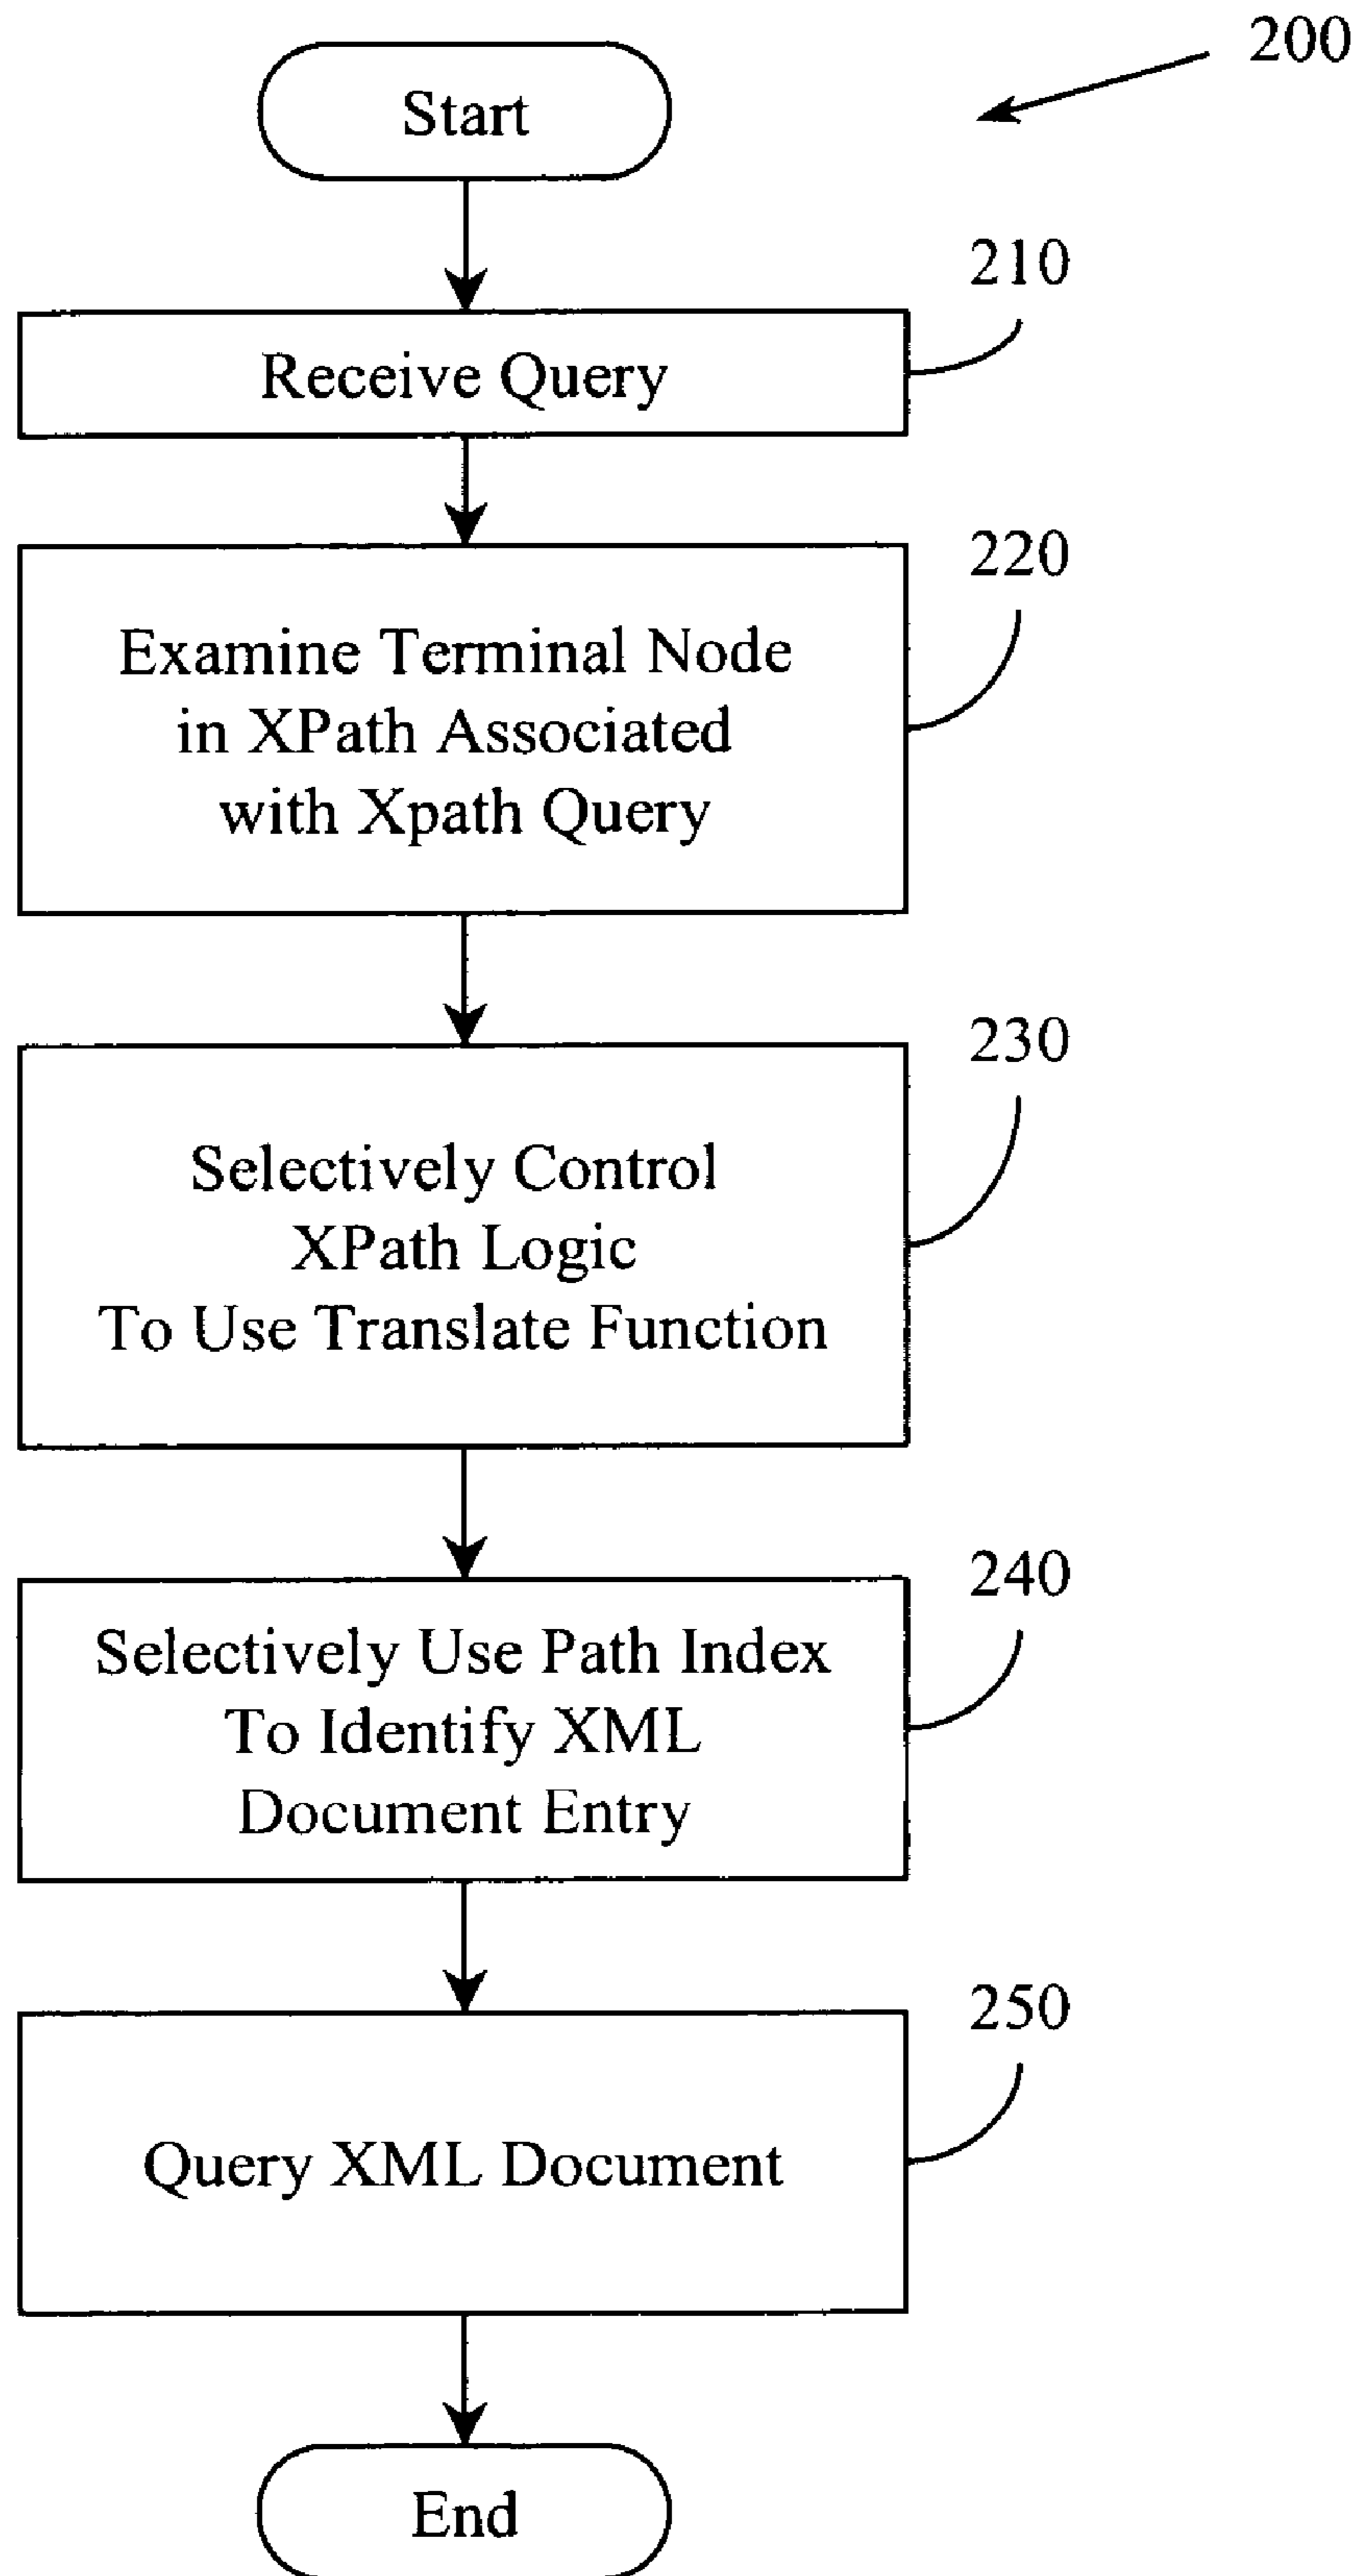 200
Start
210
Receive Query
220
Examine Terminal Node
in XPath Associated
with Xpath Query
230
Selectively Control
XPath Logic
To Use Translate Function
240
Selectively Use Path Index
To Identify XML
Document Entry
250
Query XML Document
End